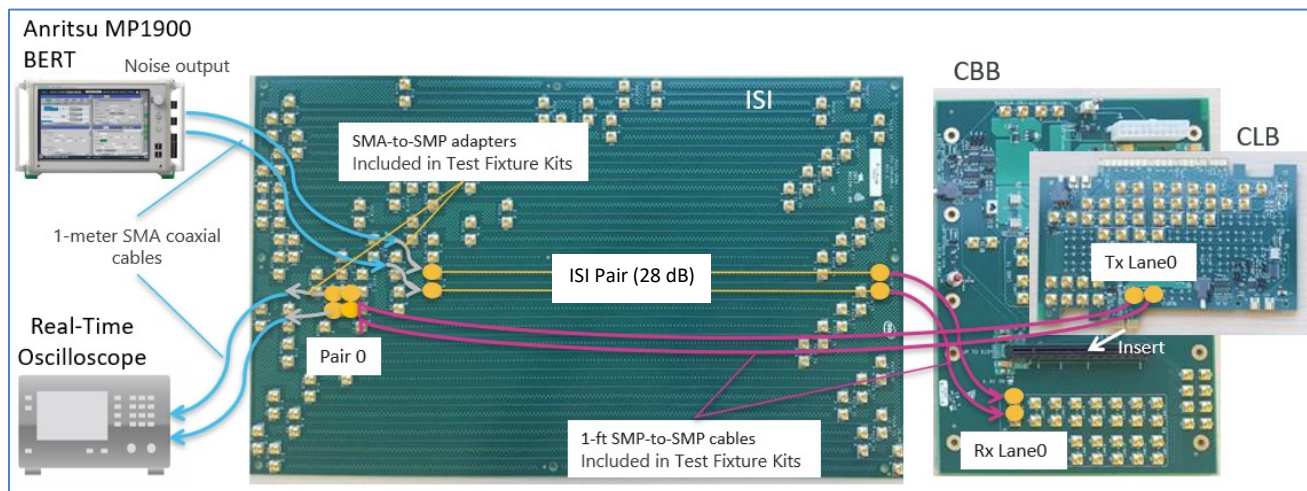 Anritsu MP1900
BERT
Noise output
ISI
CBB
CLB
SMA-to-SMP adapters
Included in Test Fixture Kits
1-meter SMA coaxial
cables
ISI Pair (28 dB)
Tx Lane0
Real-Time
Oscilloscope
Pair 0
Insert
1-ft SMP-to-SMP cables
Included in Test Fixture Kits
Rx Lane0